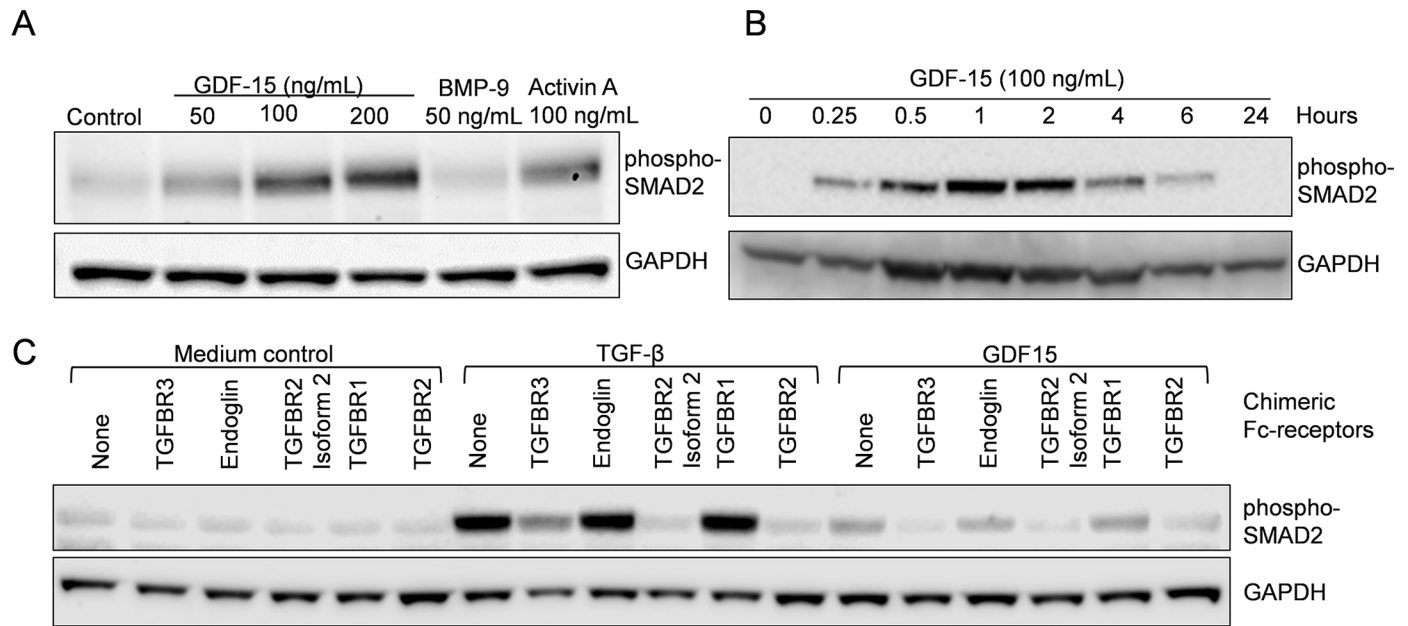 A
B
GDF-15 (ng/mL)
BMP-9
Activin A
Control
50
100
200
50 ng/mL
100 ng/mL
phospho-
SMAD2
GAPDH
GDF-15 (100 ng/mL)
0
0.25
0.5
1
2
4
6
24
Hours
phospho-
SMAD2
GAPDH
C
Medium control
TGF-β
GDF15
None
TGFBR3
Endoglin
TGFBR2
Isoform 2
TGFBR1
TGFBR2
None
TGFBR3
Endoglin
TGFBR2
Isoform 2
TGFBR1
TGFBR2
None
TGFBR3
Endoglin
TGFBR2
Isoform 2
TGFBR1
TGFBR2
Chimeric
Fc-receptors
phospho-
SMAD2
GAPDH